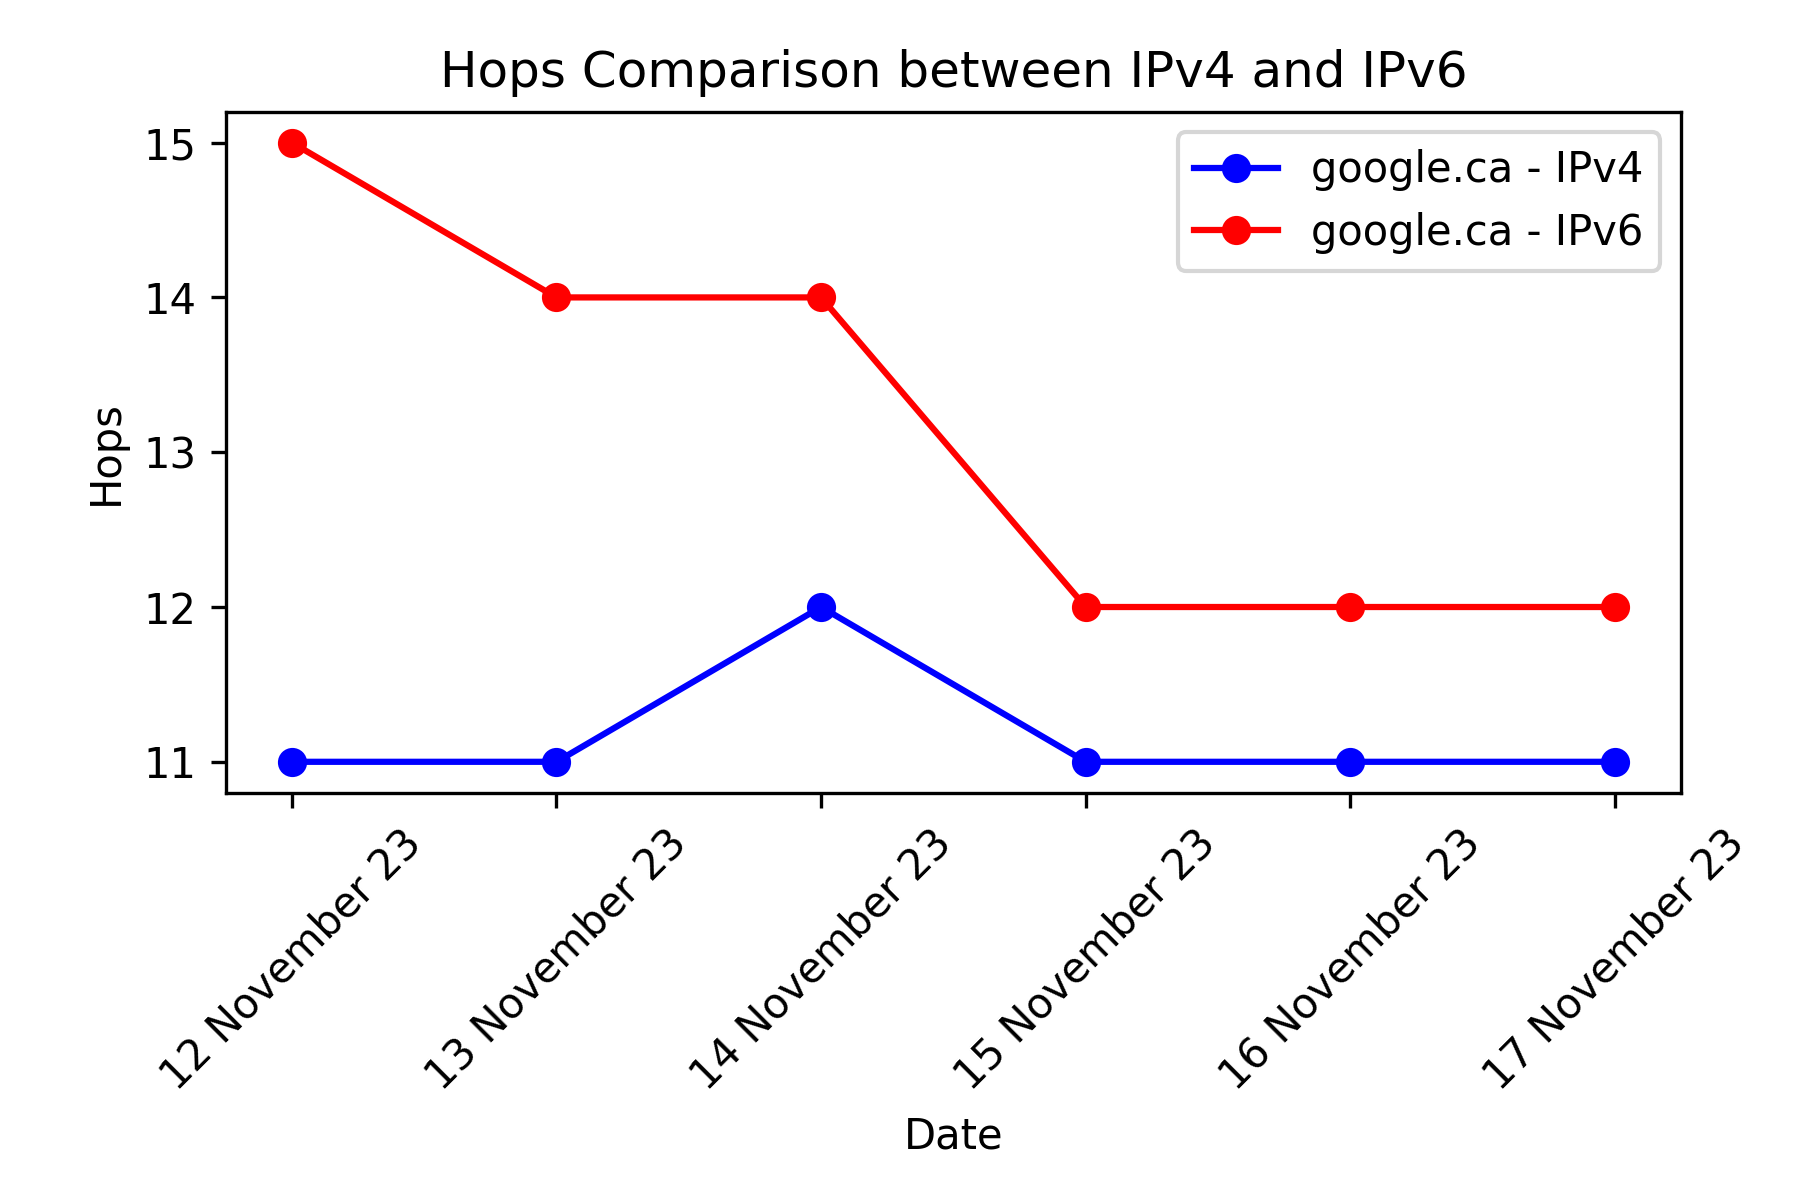 Hops Comparison between IPv4 and IPv6
google.ca - IPv4
google.ca - IPv6
Hops
15
14
13
12
11
12 November 23
13 November 23
14 November 23
15 November 23
16 November 23
17 November 23
Date